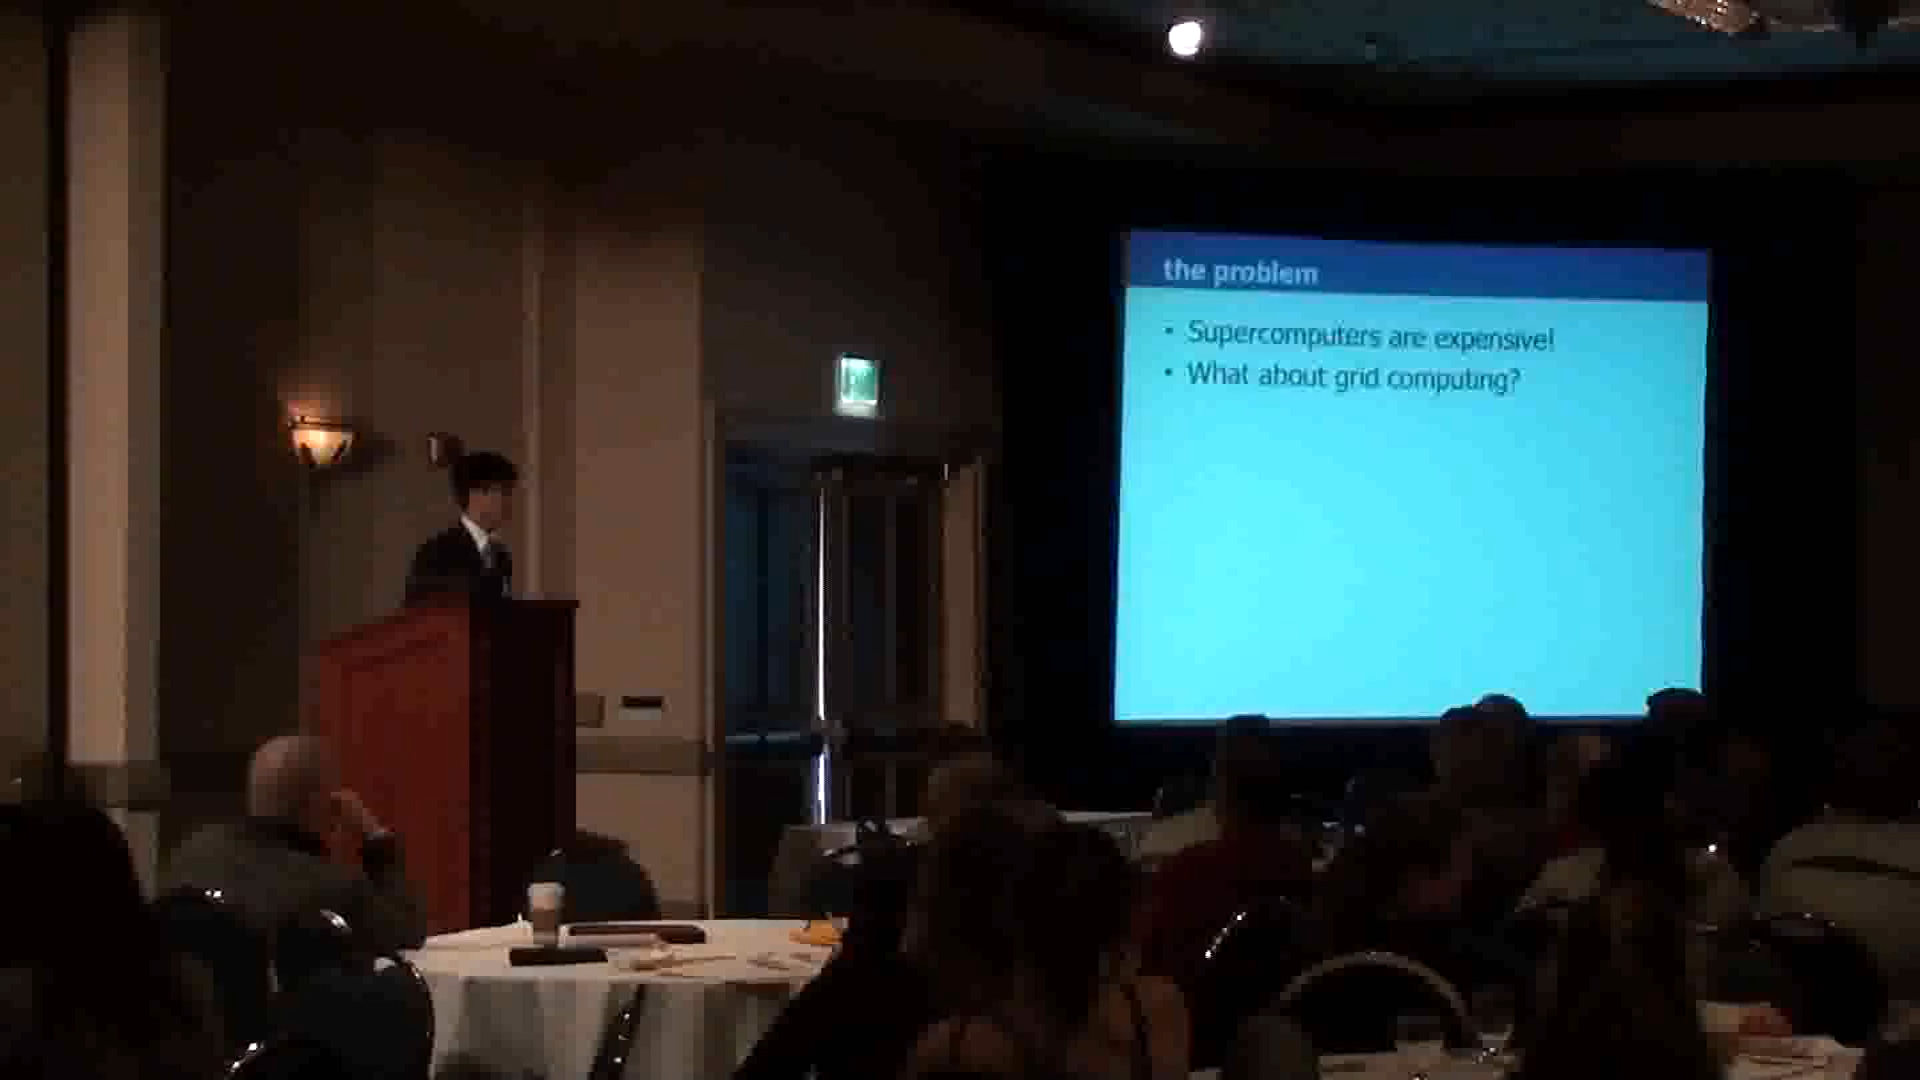 the problem
• Supercomputers are expensive!
• What about grid computing?